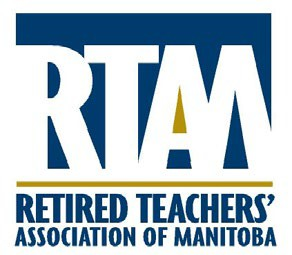 RTAM
RETIRED TEACHERS'
ASSOCIATION OF MANITOBA